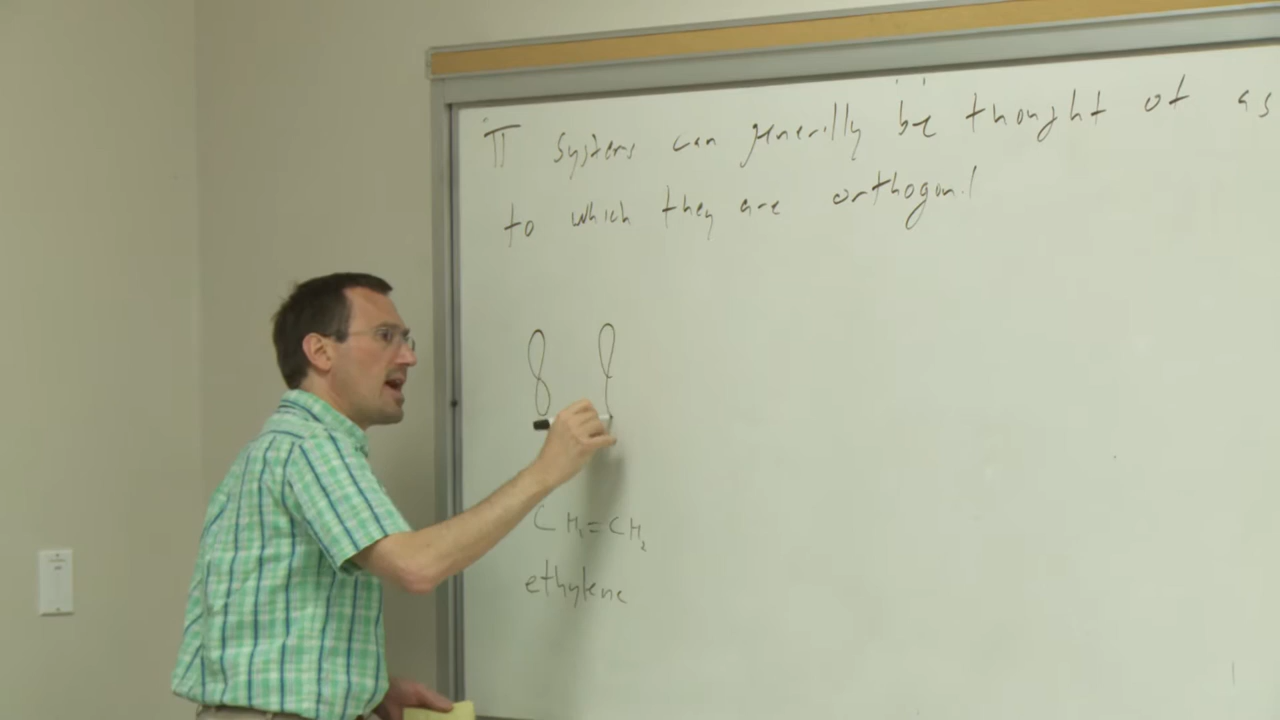 π systems can generally be thought of as
to which they are orthogonal
CH₂=CH₂
ethylene